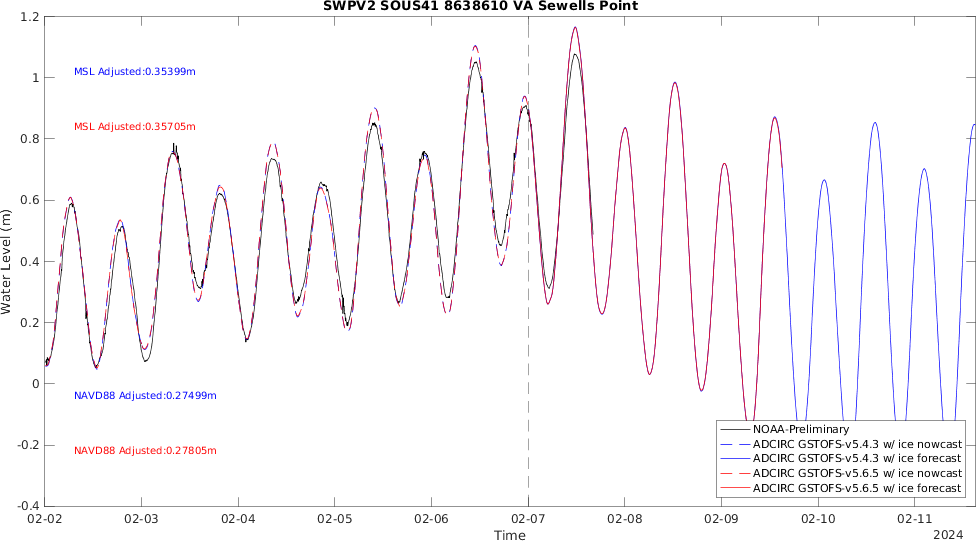 SWPV2 SOUS41 8638610 VA Sewells Point
1.2
1
0.8
0.6
0.4
0.2
0
-0.2
-0.4
Water Level (m)
MSL Adjusted:0.35399m
MSL Adjusted:0.35705m
NAVD88 Adjusted:0.27499m
NAVD88 Adjusted:0.27805m
NOAA-Preliminary
ADCIRC GSTOFS-v5.4.3 w/ ice nowcast
ADCIRC GSTOFS-v5.4.3 w/ ice forecast
ADCIRC GSTOFS-v5.6.5 w/ ice nowcast
ADCIRC GSTOFS-v5.6.5 w/ ice forecast
02-02 02-03 02-04 02-05 02-06 02-07 02-08 02-09 02-10 02-11
Time
2024